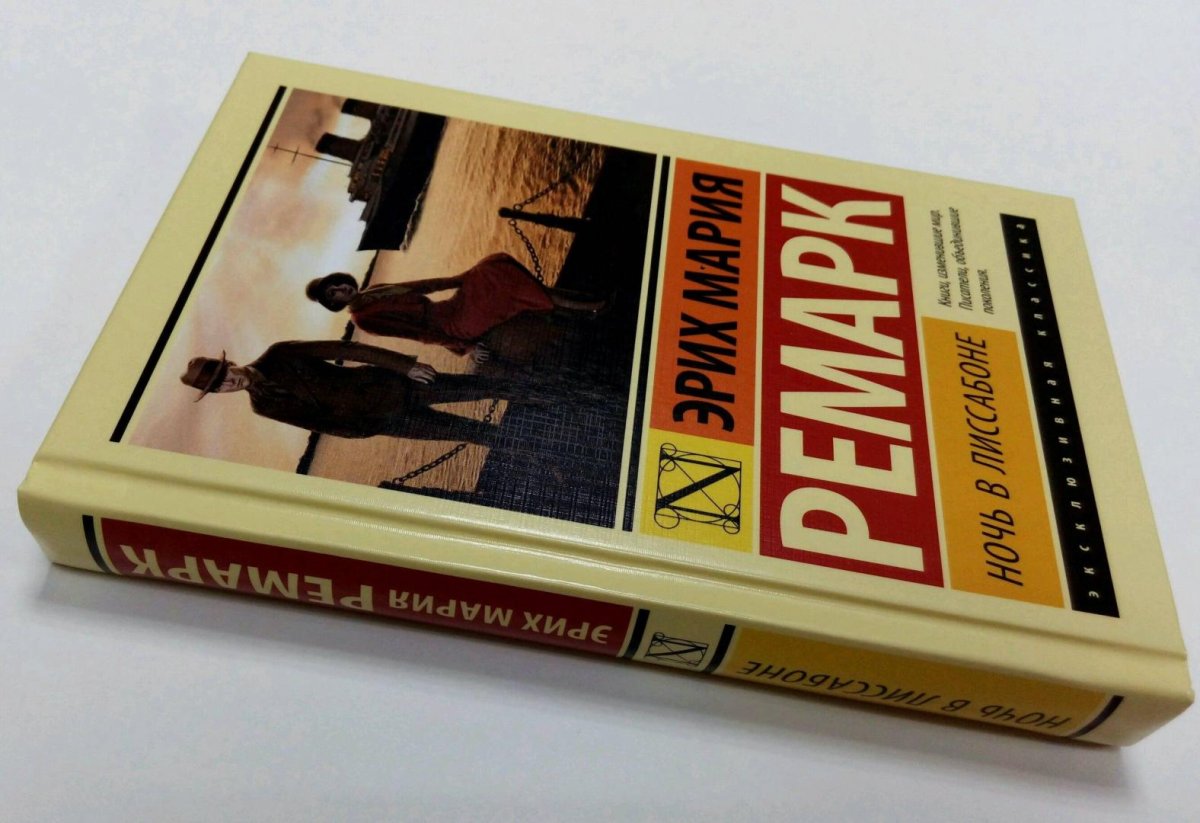 ЭРИХ МАРИЯ
РЕМАРК
Книги, изменившие мир.
Писатели, объединившие
поколения.
НОЧЬ В ЛИССАБОНЕ
эксклюзивная классика
ЭРИХ МАРИЯ РЕМАРК
НОЧЬ В ЛИССАБОНЕ